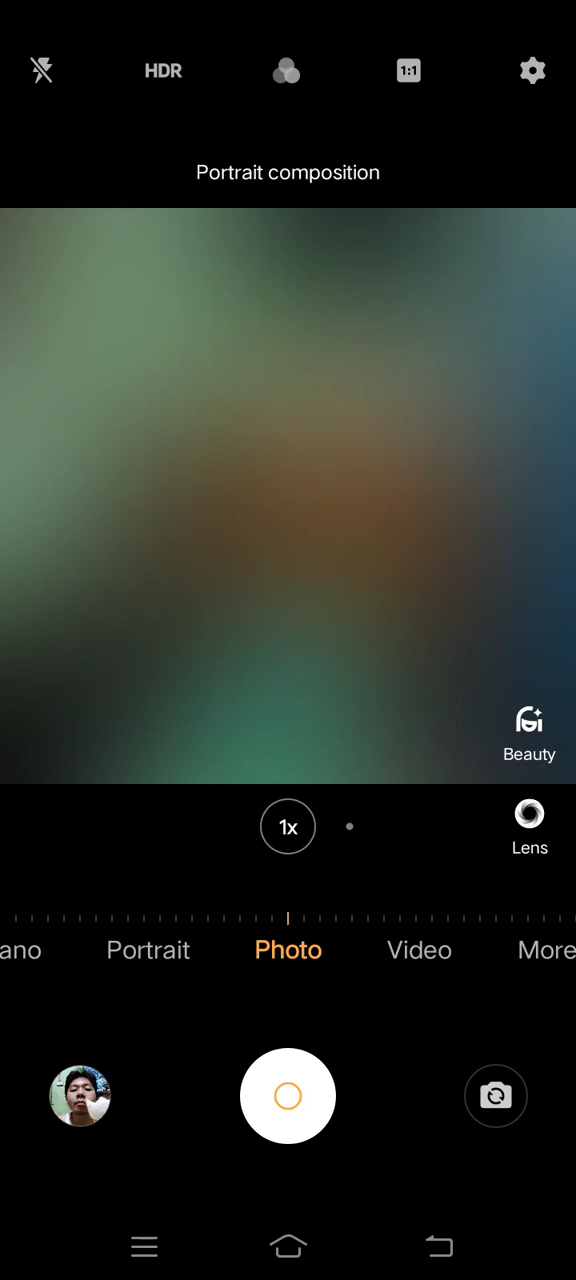 HDR
1:1
Portrait composition
Beauty
1x
Lens
ano
Portrait
Photo
Video
More